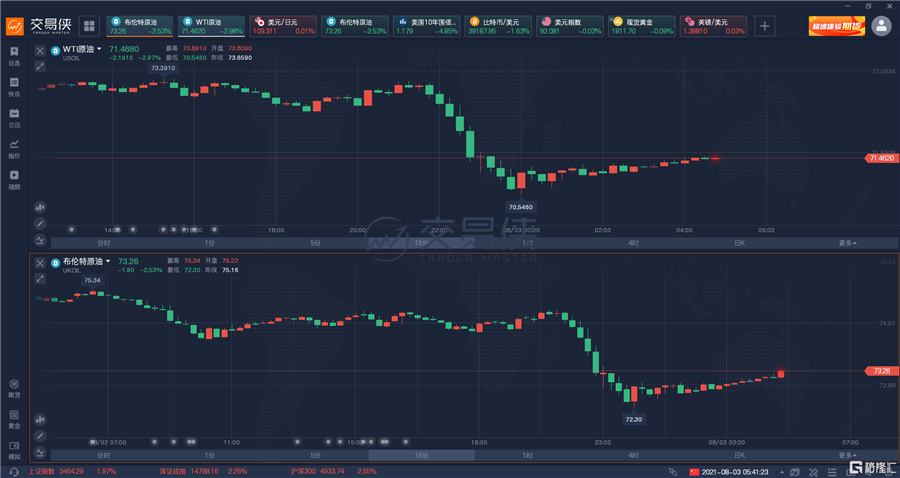 交易侠
TRADER MASTER
布伦特原油
73.26 -2.53%
WTI原油
71.4620 -2.98%
美元/日元
109.311 0.01%
布伦特原油
73.26 -2.53%
美国10年国债...
1.179 -4.85%
比特币/美元
39187.95 -1.63%
美元指数
92.081 -0.03%
现货黄金
1811.70 -0.09%
英镑/美元
1.38810 0.03%
极速体验期货
自选
快讯
日历
指价
视频
期货
黄金
模拟
WTI原油
USOIL
71.4680
-2.1910 -2.97%
最高 73.8910 开盘 73.8090
最低 70.5460 昨收 73.6590
73.3910
73.0834
71.4620
70.5460
16:00 18:00 20:00 22:00 08/03 00:00 02:00 04:00 06:00
分时 1分 5分 15分 1时 4时 日K 更多
交易侠
TRADER MASTER
布伦特原油
UKOIL
73.26
-1.90 -2.53%
最高 75.34 开盘 75.22
最低 72.30 昨收 75.16
75.34
74.51
73.26
72.30
08/02 07:00 11:00 15:00 19:00 23:00 08/03 03:00 07:00
分时 1分 5分 15分 1时 4时 日K 更多
上证指数 3464.29 1.97% 深证成指 14798.16 2.25% 沪深300 4933.74 2.55%
2021-08-03 05:41:23
格隆汇